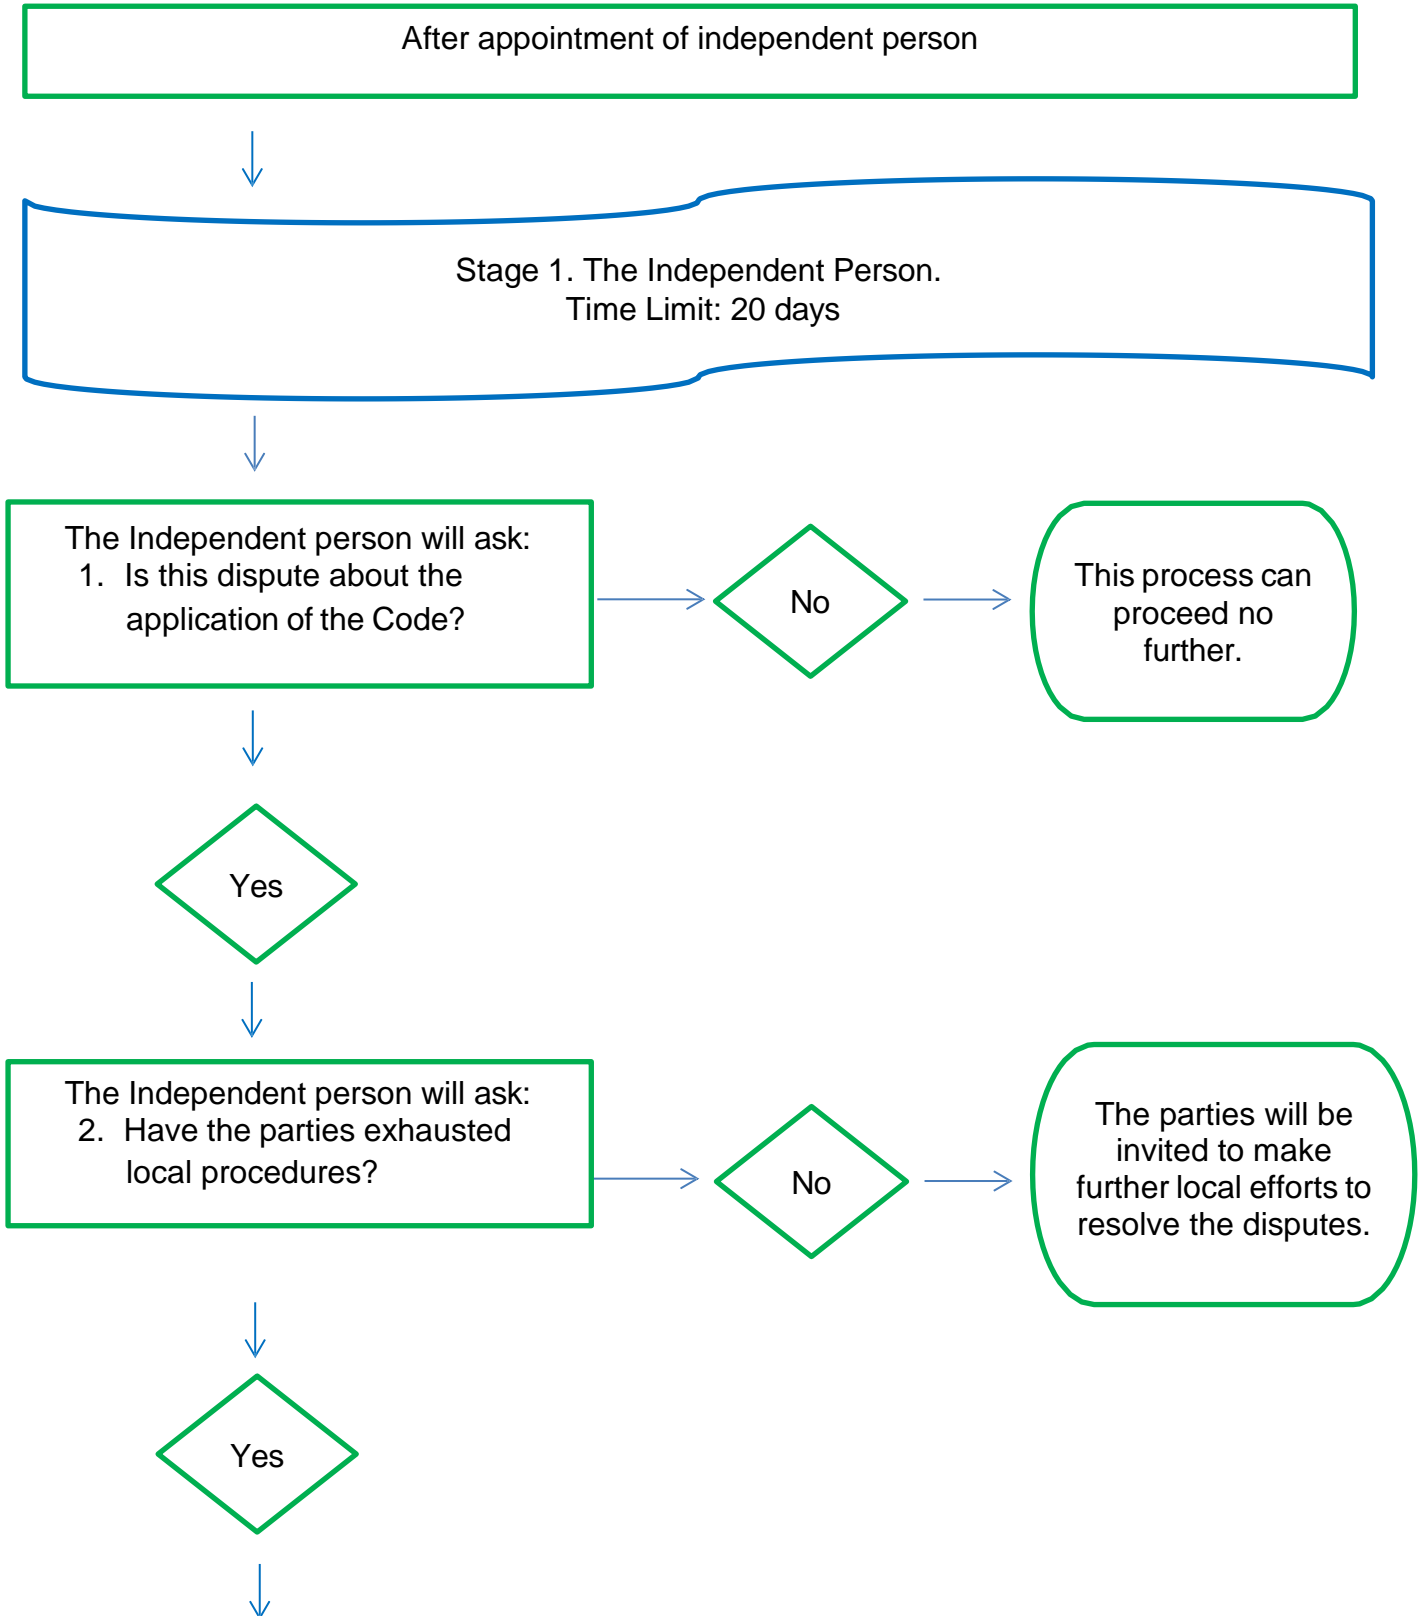 After appointment of independent person
Stage 1. The Independent Person.
Time Limit: 20 days
The Independent person will ask:
1. Is this dispute about the
application of the Code?
No
This process can
proceed no
further.
Yes
The Independent person will ask:
2. Have the parties exhausted
local procedures?
No
The parties will be
invited to make
further local efforts to
resolve the disputes.
Yes